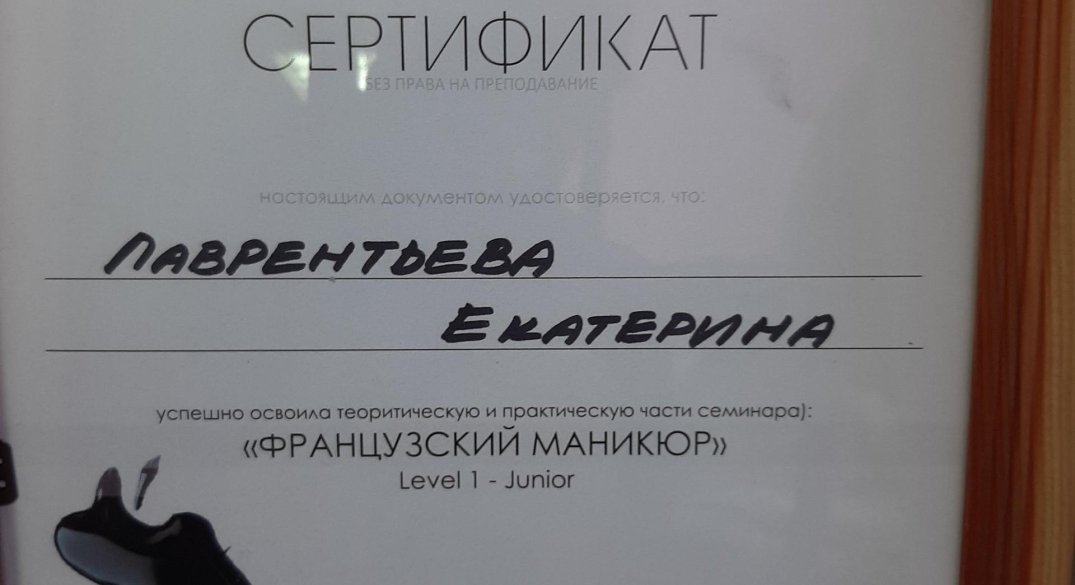 СЕРТИФИКАТ
БЕЗ ПРАВА НА ПРЕПОДАВАНИЕ
настоящим документом удостоверяется, что:
ЛАВРЕНТЬЕВА
ЕКАТЕРИНА
успешно освоила теоритическую и практическую части семинара):
«ФРАНЦУЗСКИЙ МАНИКЮР»
Level 1 - Junior